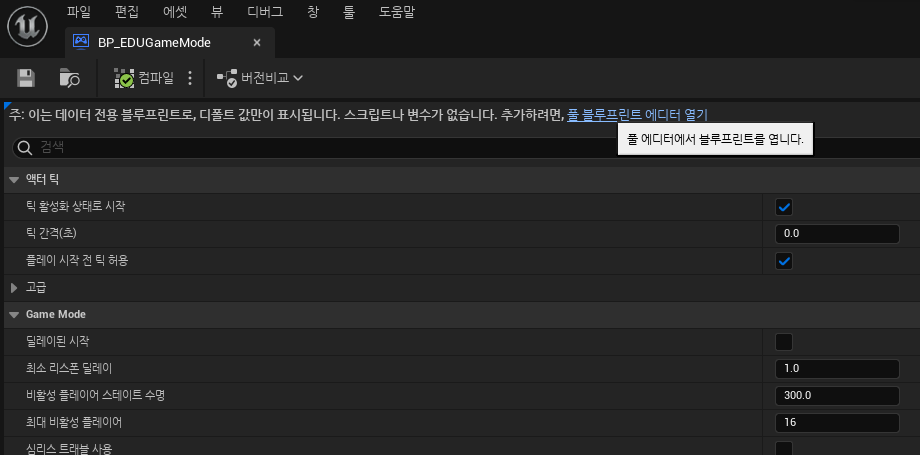 파일 편집 에셋 뷰 디버그 창 툴 도움말
BP_EDUGameMode
컴파일 버전비교
주: 이는 데이터 전용 블루프린트로, 디폴트 값만이 표시됩니다. 스크립트나 변수가 없습니다. 추가하려면, 풀 블루프린트 에디터 열기
풀 에디터에서 블루프린트를 엽니다.
검색
액터 틱
틱 활성화 상태로 시작
틱 간격(초) 0.0
플레이 시작 전 틱 허용
고급
Game Mode
딜레이된 시작
최소 리스폰 딜레이 1.0
비활성 플레이어 스테이트 수명 300.0
최대 비활성 플레이어 16
심리스 트래블 사용